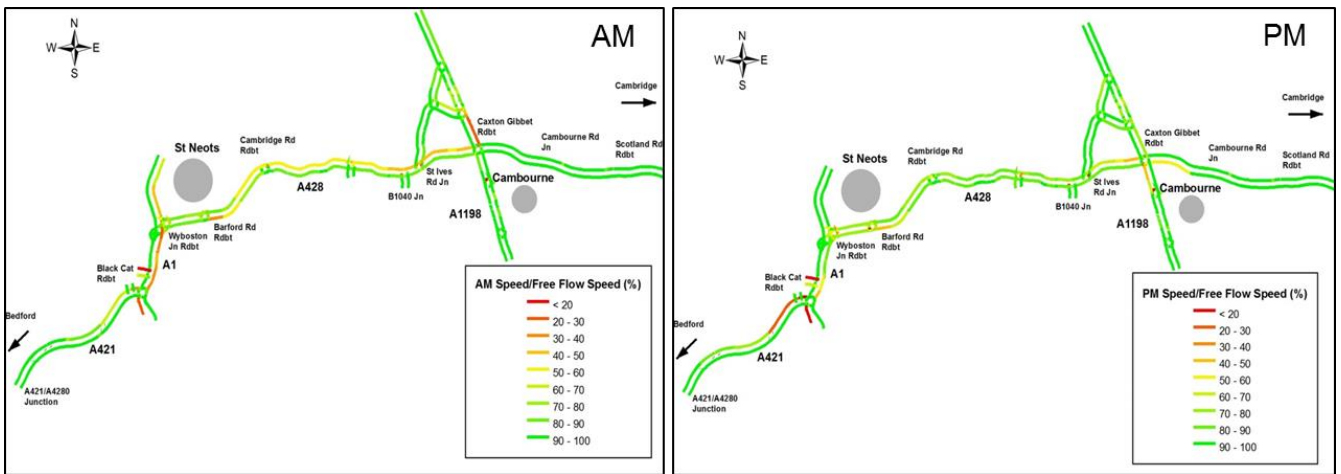 AM
N
W E
S
Cambridge
Caxton Gibbet
Rdbt
Cambourne Rd
Jn
Scotland Rd
Rdbt
St Neots
Cambridge Rd
Rdbt
A428
St Ives
Rd Jn
B1040 Jn
Cambourne
A1198
Wyboston
Jn Rdbt
Barford Rd
Rdbt
A1
Black Cat
Rdbt
Bedford
A421
A421/A4280
Junction
AM Speed/Free Flow Speed (%)
< 20
20 - 30
30 - 40
40 - 50
50 - 60
60 - 70
70 - 80
80 - 90
90 - 100
PM
N
W E
S
Cambridge
Caxton Gibbet
Rdbt
Cambourne Rd
Jn
Scotland Rd
Rdbt
St Neots
Cambridge Rd
Rdbt
A428
St Ives
Rd Jn
B1040 Jn
Cambourne
A1198
Wyboston
Jn Rdbt
Barford Rd
Rdbt
A1
Black Cat
Rdbt
Bedford
A421
A421/A4280
Junction
PM Speed/Free Flow Speed (%)
< 20
20 - 30
30 - 40
40 - 50
50 - 60
60 - 70
70 - 80
80 - 90
90 - 100